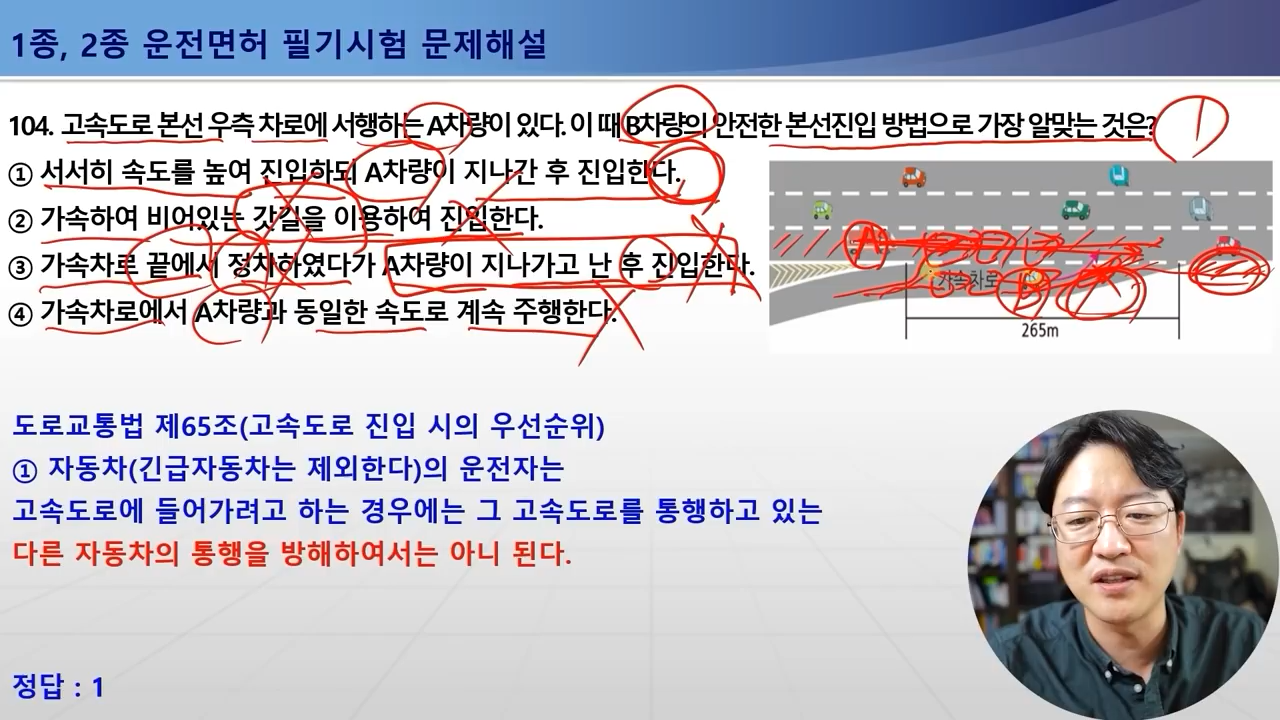 1종, 2종 운전면허 필기시험 문제해설
104. 고속도로 본선 우측 차로에 서행하는 A차량이 있다. 이 때 B차량의 안전한 본선진입 방법으로 가장 알맞는 것은?
1
① 서서히 속도를 높여 진입하되 A차량이 지나간 후 진입한다.
② 가속하여 비어있는 갓길을 이용하여 진입한다.
③ 가속차로 끝에서 정차하였다가 A차량이 지나가고 난 후 진입한다.
④ 가속차로에서 A차량과 동일한 속도로 계속 주행한다.
A
가속차로 B
265m
도로교통법 제65조(고속도로 진입 시의 우선순위)
① 자동차(긴급자동차는 제외한다)의 운전자는
고속도로에 들어가려고 하는 경우에는 그 고속도로를 통행하고 있는
다른 자동차의 통행을 방해하여서는 아니 된다.
정답 : 1